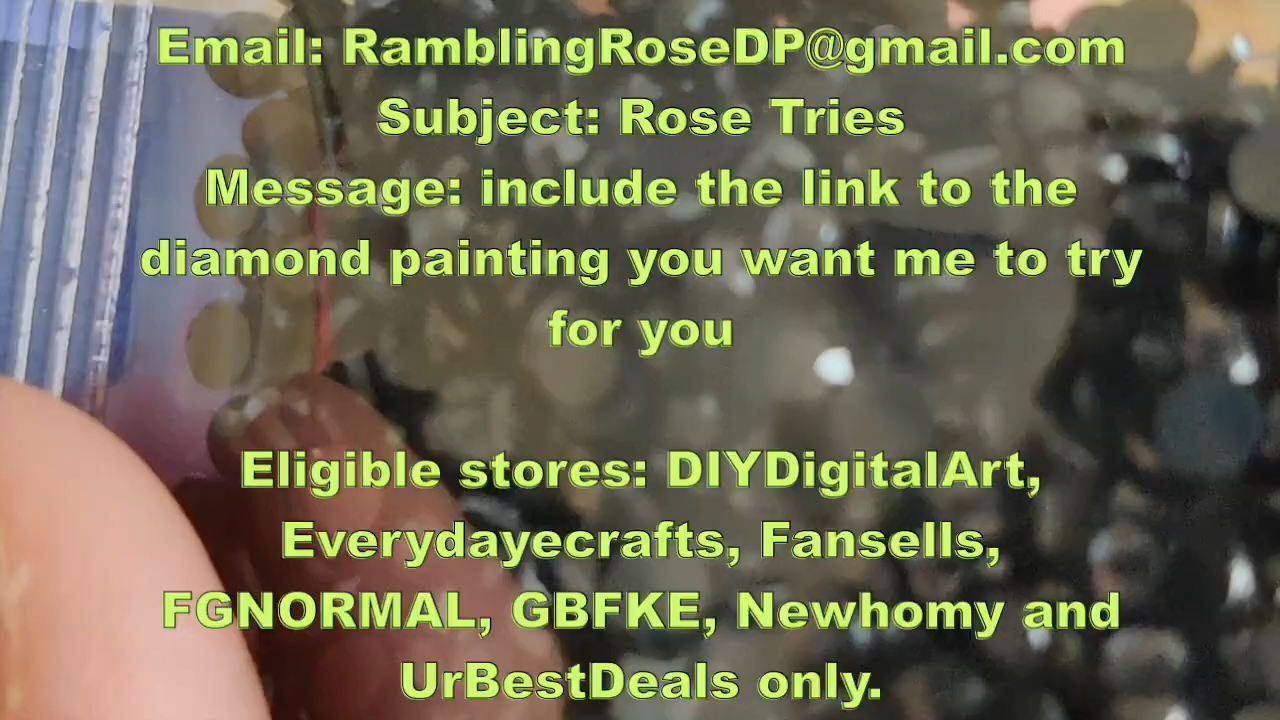 Email: RamblingRoseDP@gmail.com
Subject: Rose Tries
Message: include the link to the
diamond painting you want me to try
for you
Eligible stores: DIYDigitalArt,
Everydayecrafts, Fansells,
FGNORMAL, GBFKE, Newhomy and
UrBestDeals only.